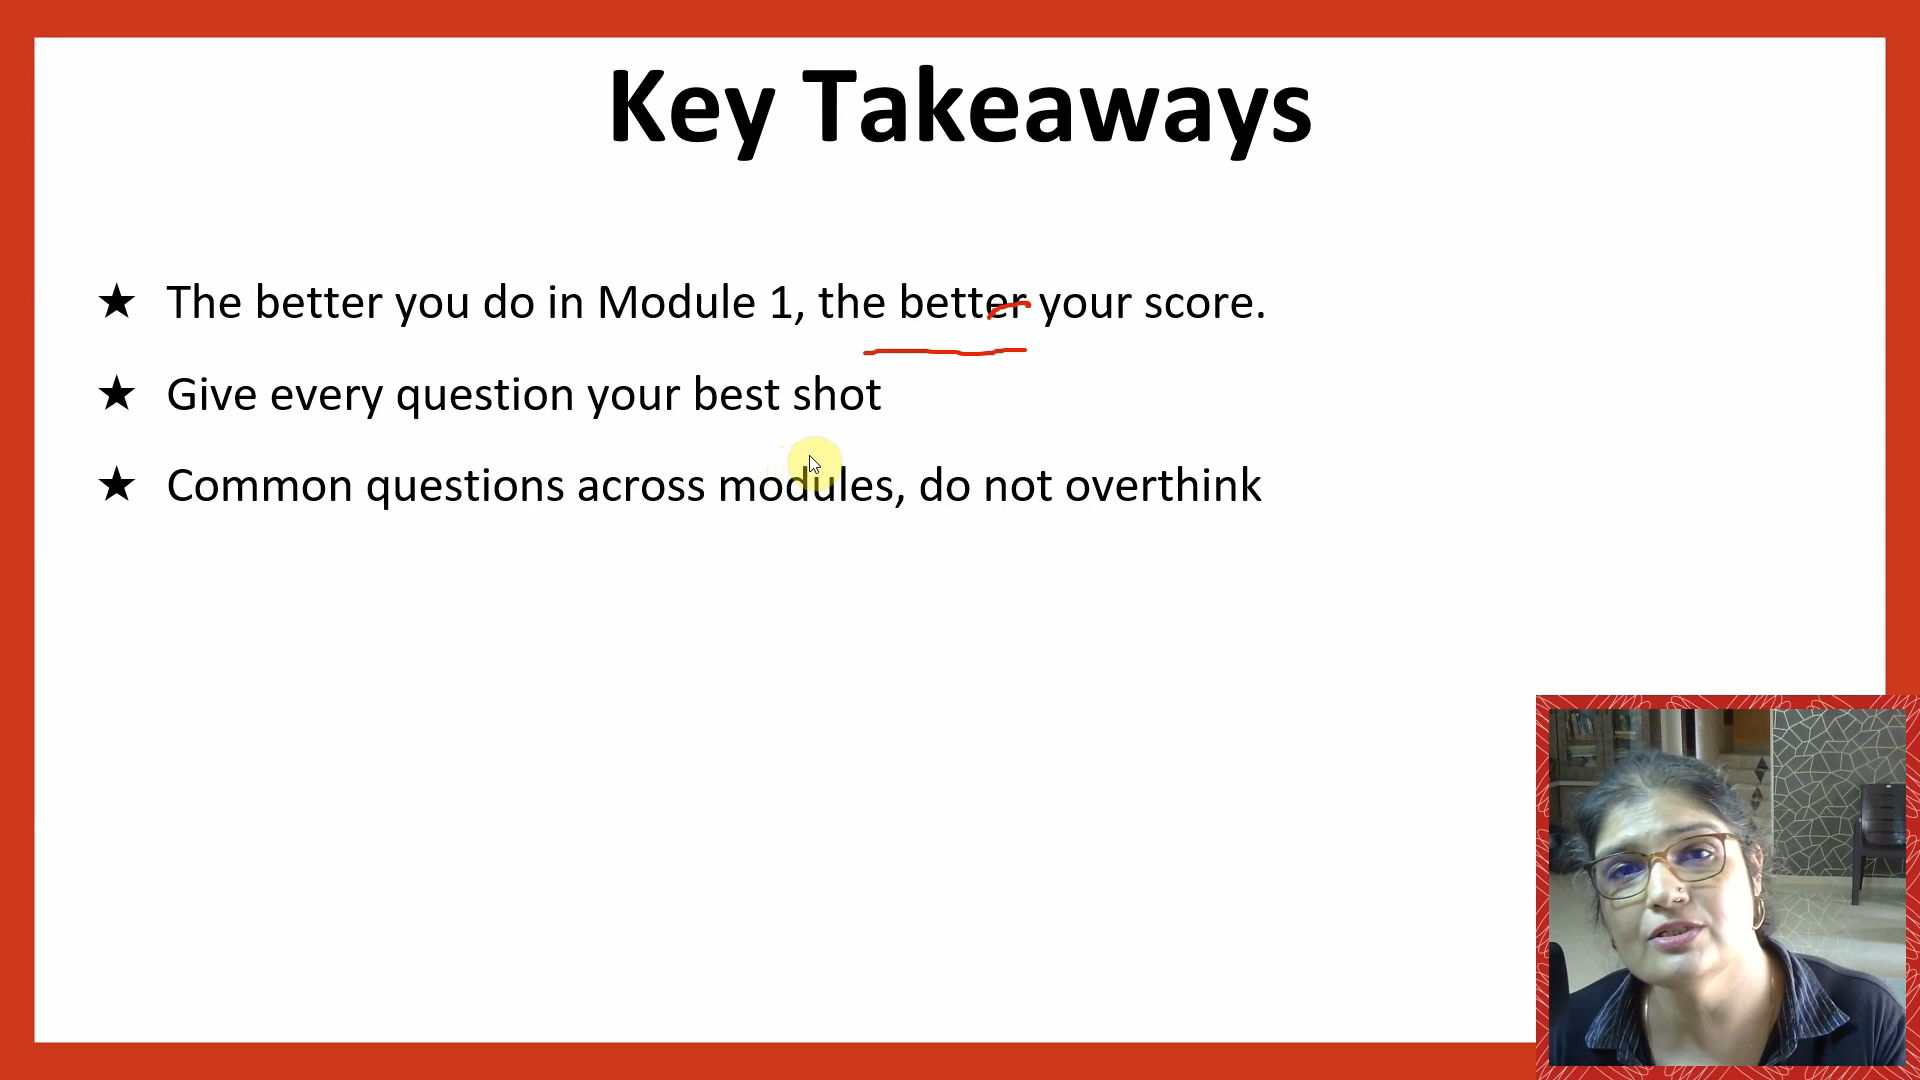 Key Takeaways
★ The better you do in Module 1, the better your score.
★ Give every question your best shot
★ Common questions across modules, do not overthink